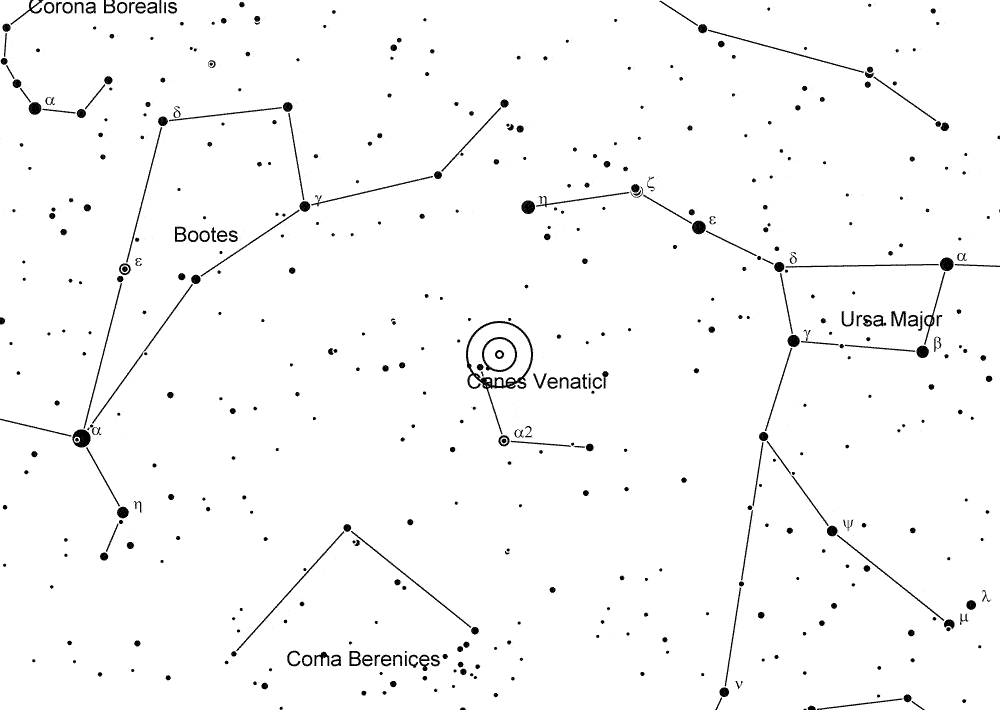 Corona Borealis
α
δ
γ
Bootes
ε
α
η
η
ζ
ε
δ
α
Ursa Major
γ
β
Canes Venatici
α2
ψ
λ
μ
ν
Coma Berenices